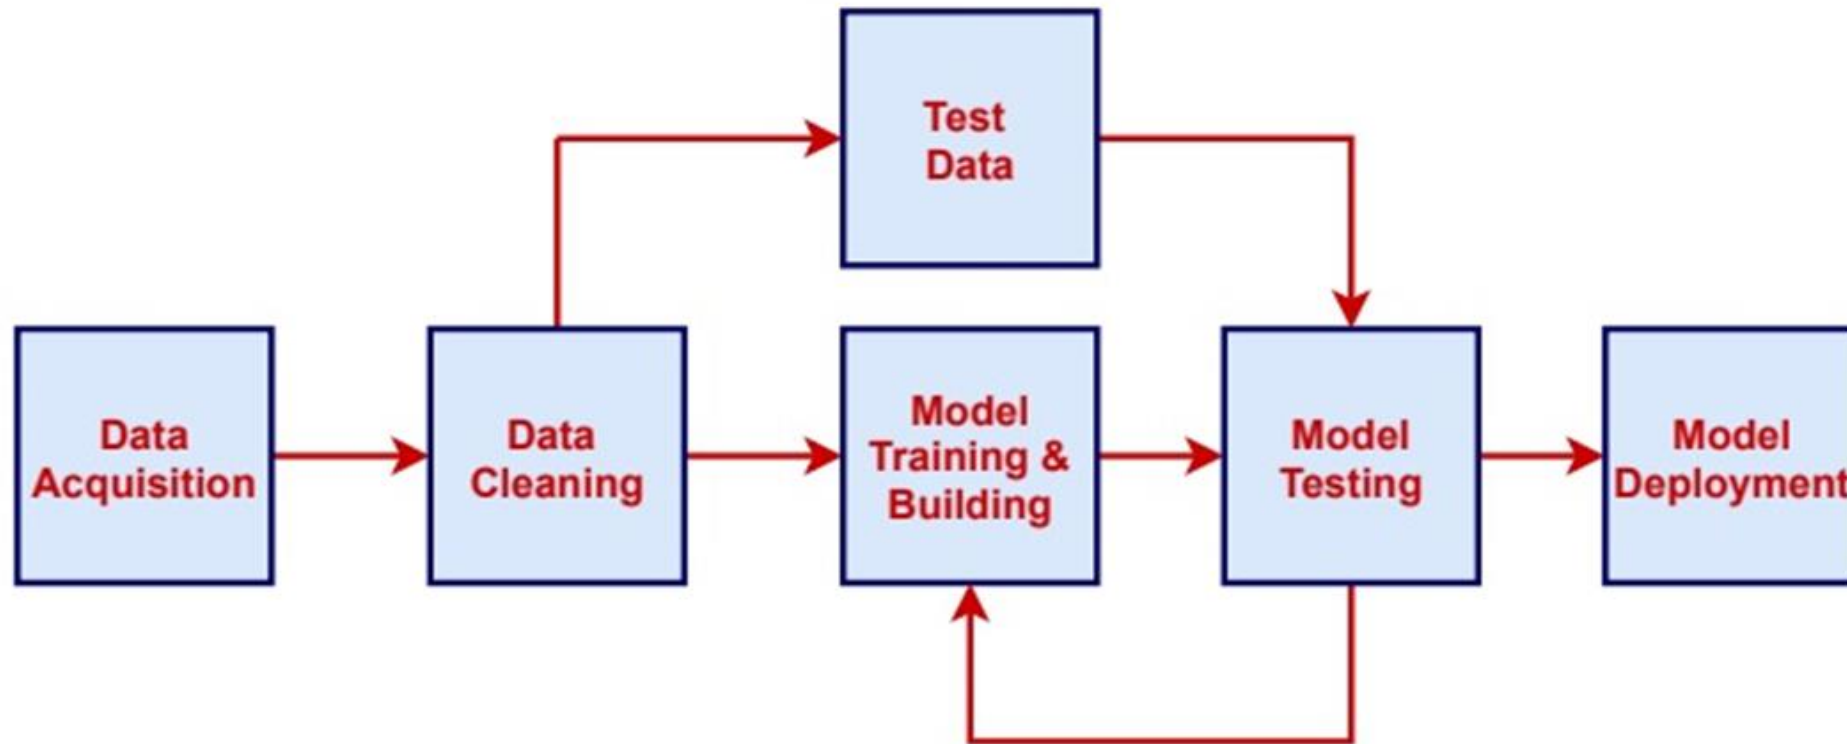 Test
Data
Data
Acquisition
Data
Cleaning
Model
Training &
Building
Model
Testing
Model
Deployment